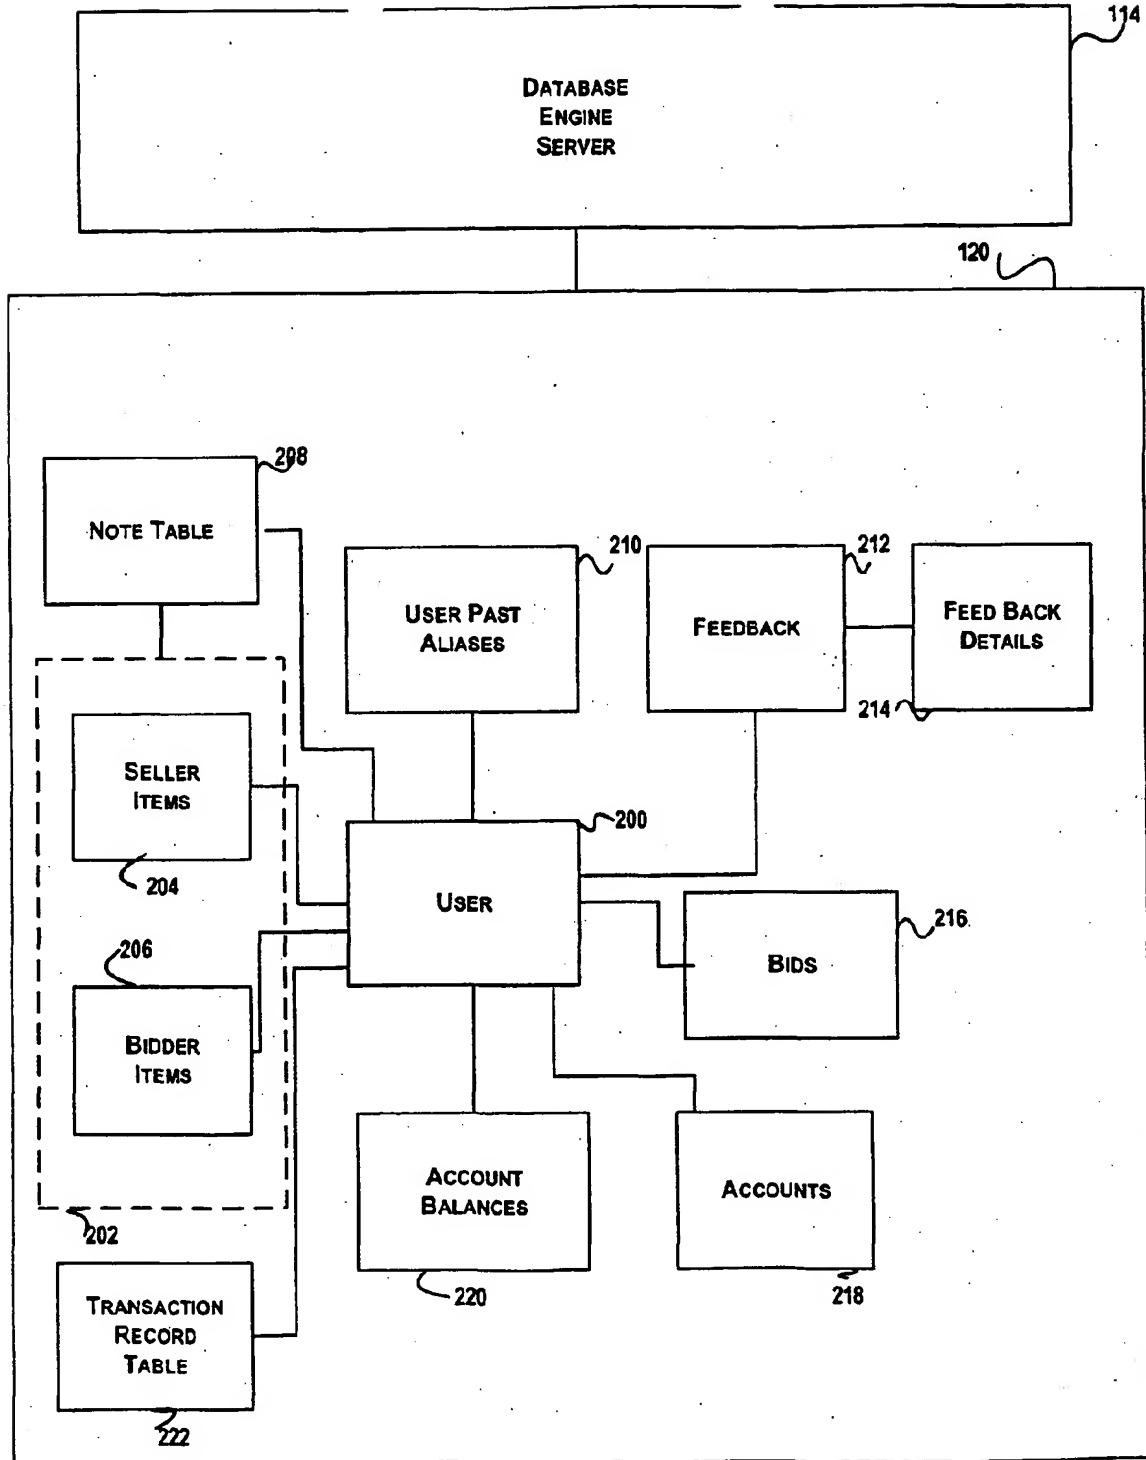 114
DATABASE
ENGINE
SERVER
120
208
NOTE TABLE
210
USER PAST
ALIASES
212
FEEDBACK
FEED BACK
DETAILS
214
SELLER
ITEMS
204
200
USER
206
BIDDER
ITEMS
216
BIDS
202
ACCOUNT
BALANCES
220
ACCOUNTS
218
TRANSACTION
RECORD
TABLE
222